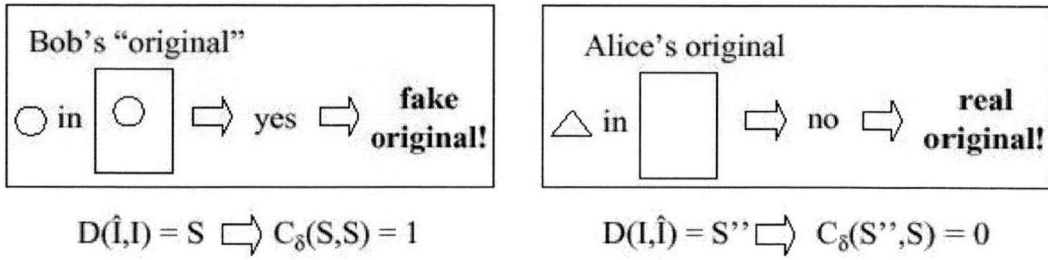 Bob's “original”
in yes fake original!
D(Î,I) = S C_δ(S,S) = 1
Alice's original
in no real original!
D(I,Î) = S'' C_δ(S'',S) = 0